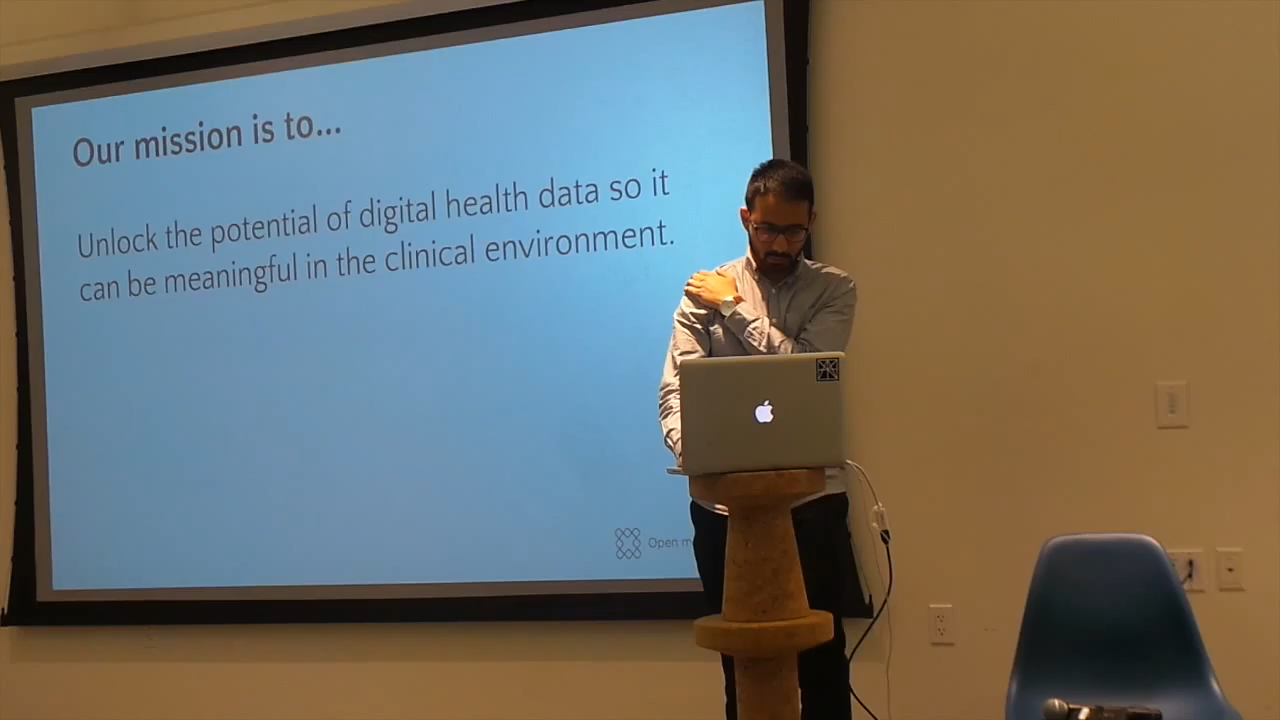 Our mission is to...
Unlock the potential of digital health data so it
can be meaningful in the clinical environment.
Open